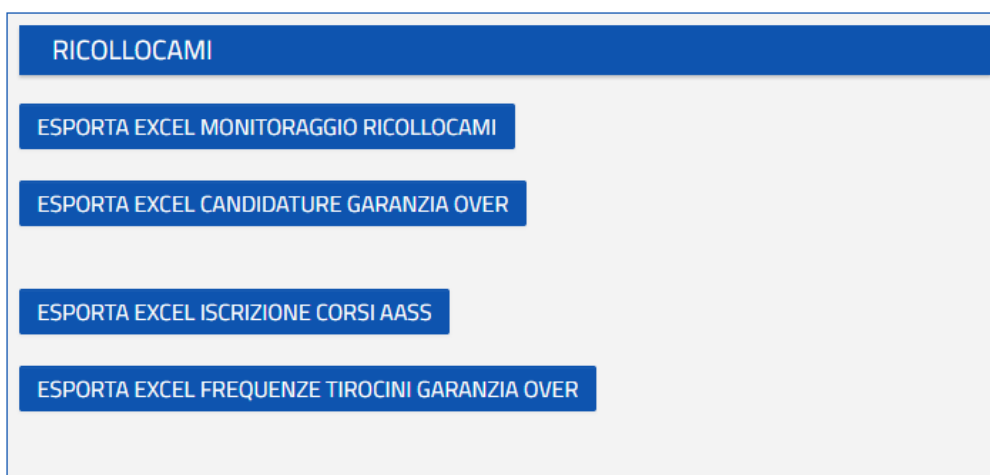 RICOLLOCAMI
ESPORTA EXCEL MONITORAGGIO RICOLLOCAMI
ESPORTA EXCEL CANDIDATURE GARANZIA OVER
ESPORTA EXCEL ISCRIZIONE CORSI AASS
ESPORTA EXCEL FREQUENZE TIROCINI GARANZIA OVER